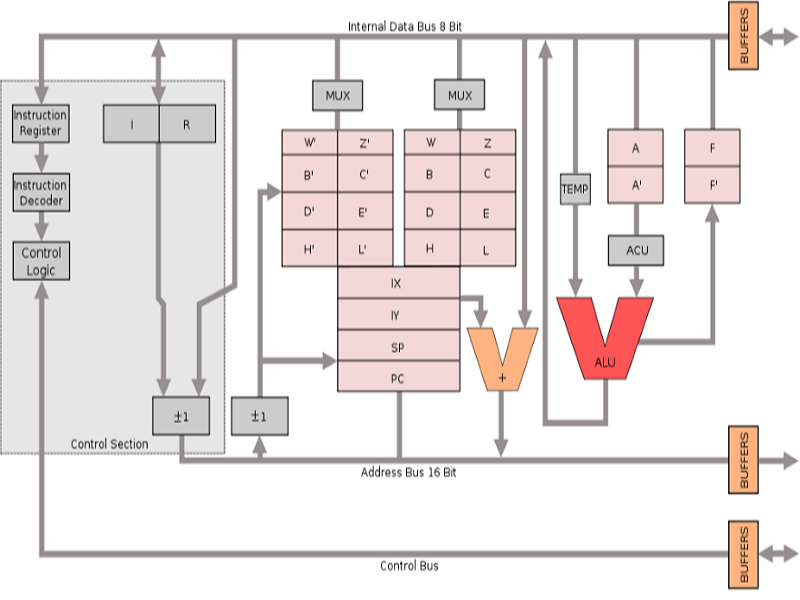 Internal Data Bus 8 Bit
BUFFERS
MUX
MUX
Instruction
Register
I
R
W'
Z'
W
Z
A
F
B'
C'
B
C
TEMP
A'
F'
Instruction
Decoder
D'
E'
D
E
Control
Logic
H'
L'
H
L
ACU
IX
IY
SP
PC
+
ALU
±1
±1
Control Section
BUFFERS
Address Bus 16 Bit
BUFFERS
Control Bus